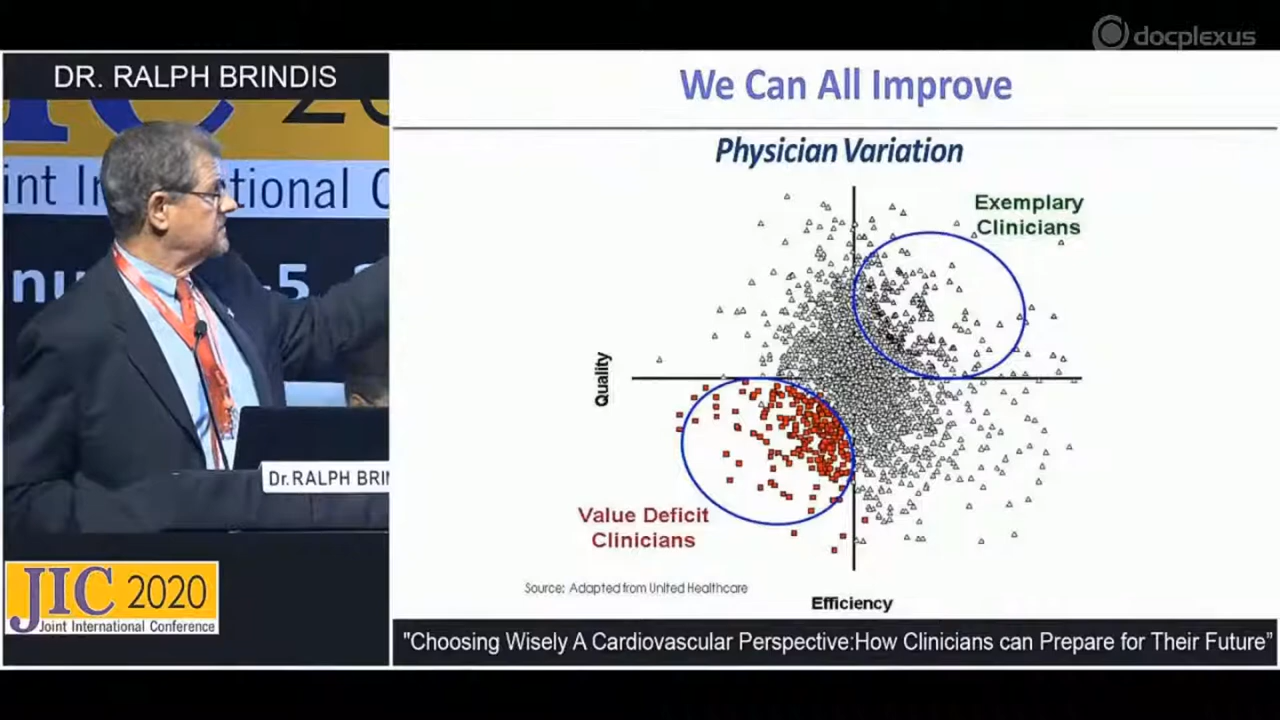 docplexus
DR. RALPH BRINDIS
We Can All Improve
Physician Variation
Exemplary
Clinicians
Quality
Value Deficit
Clinicians
Source: Adapted from United Healthcare
Efficiency
Dr. RALPH BRIN
JIC 2020
Joint International Conference
"Choosing Wisely A Cardiovascular Perspective:How Clinicians can Prepare for Their Future”